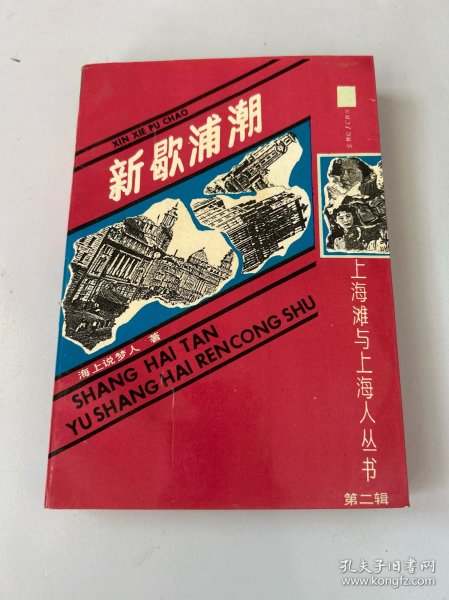 XIN XIE PU CHAO
新歇浦潮
海上说梦人 著
SHANG HAI TAN
YU SHANG HAI REN CONG SHU
上海滩与上海人丛书
第二辑
孔夫子旧书网
www.kongfz.com